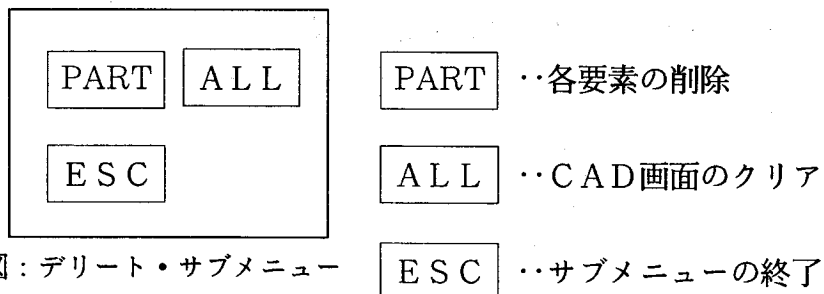 PART ALL
ESC
図:デリート・サブメニュー
PART ‥各要素の削除
ALL ‥CAD画面のクリア
ESC ‥サブメニューの終了